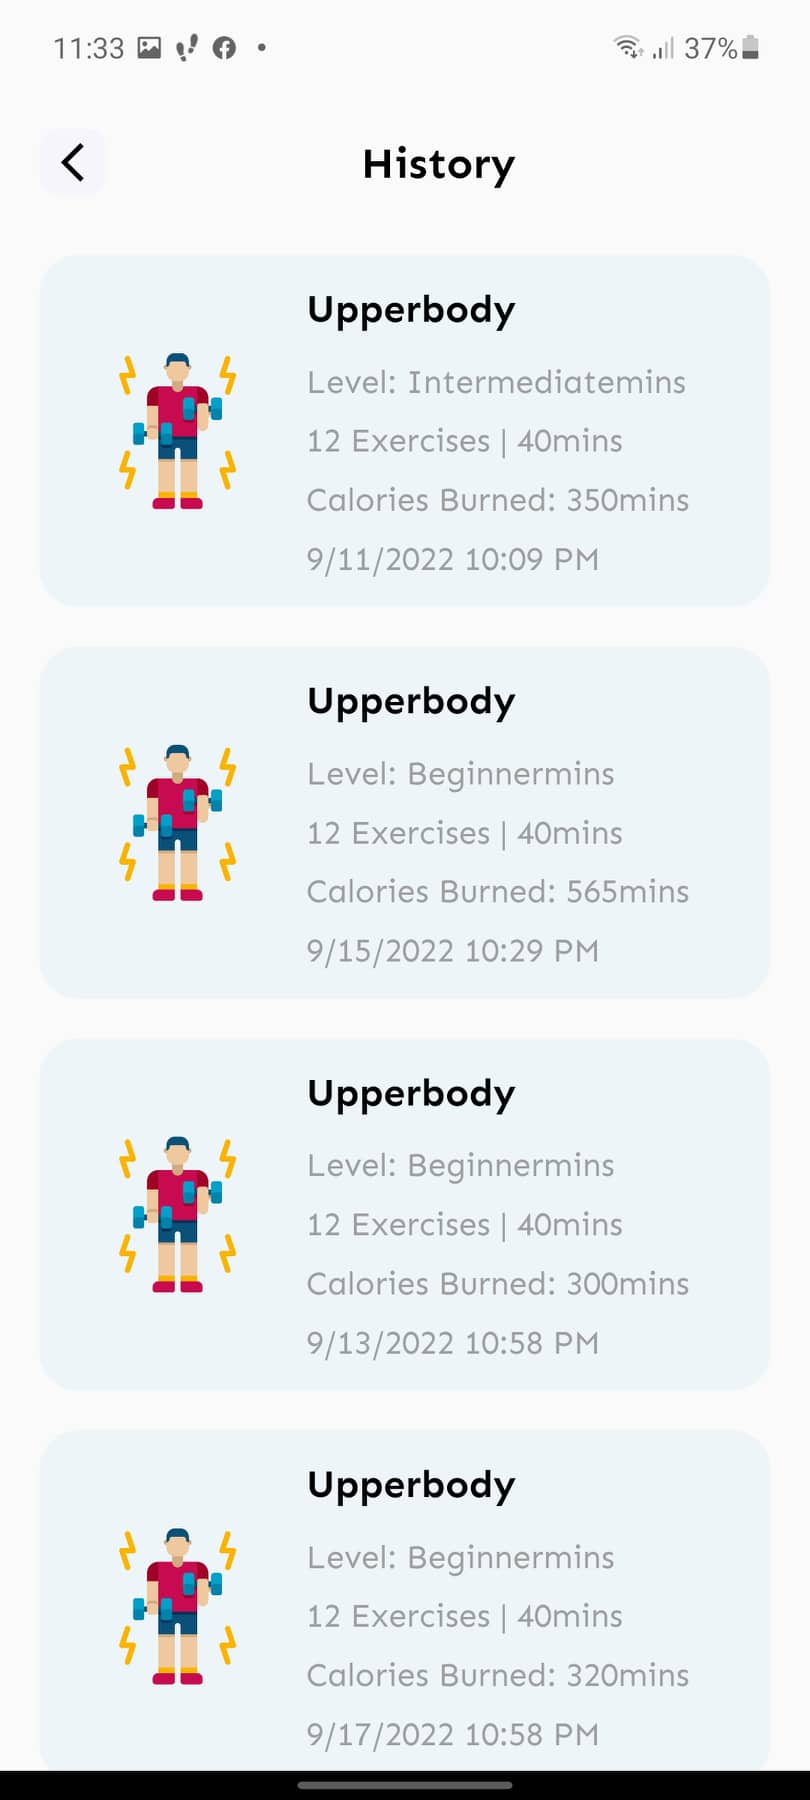 11:33 37%
History
Upperbody
Level: Intermediatemins
12 Exercises | 40mins
Calories Burned: 350mins
9/11/2022 10:09 PM
Upperbody
Level: Beginnermins
12 Exercises | 40mins
Calories Burned: 565mins
9/15/2022 10:29 PM
Upperbody
Level: Beginnermins
12 Exercises | 40mins
Calories Burned: 300mins
9/13/2022 10:58 PM
Upperbody
Level: Beginnermins
12 Exercises | 40mins
Calories Burned: 320mins
9/17/2022 10:58 PM